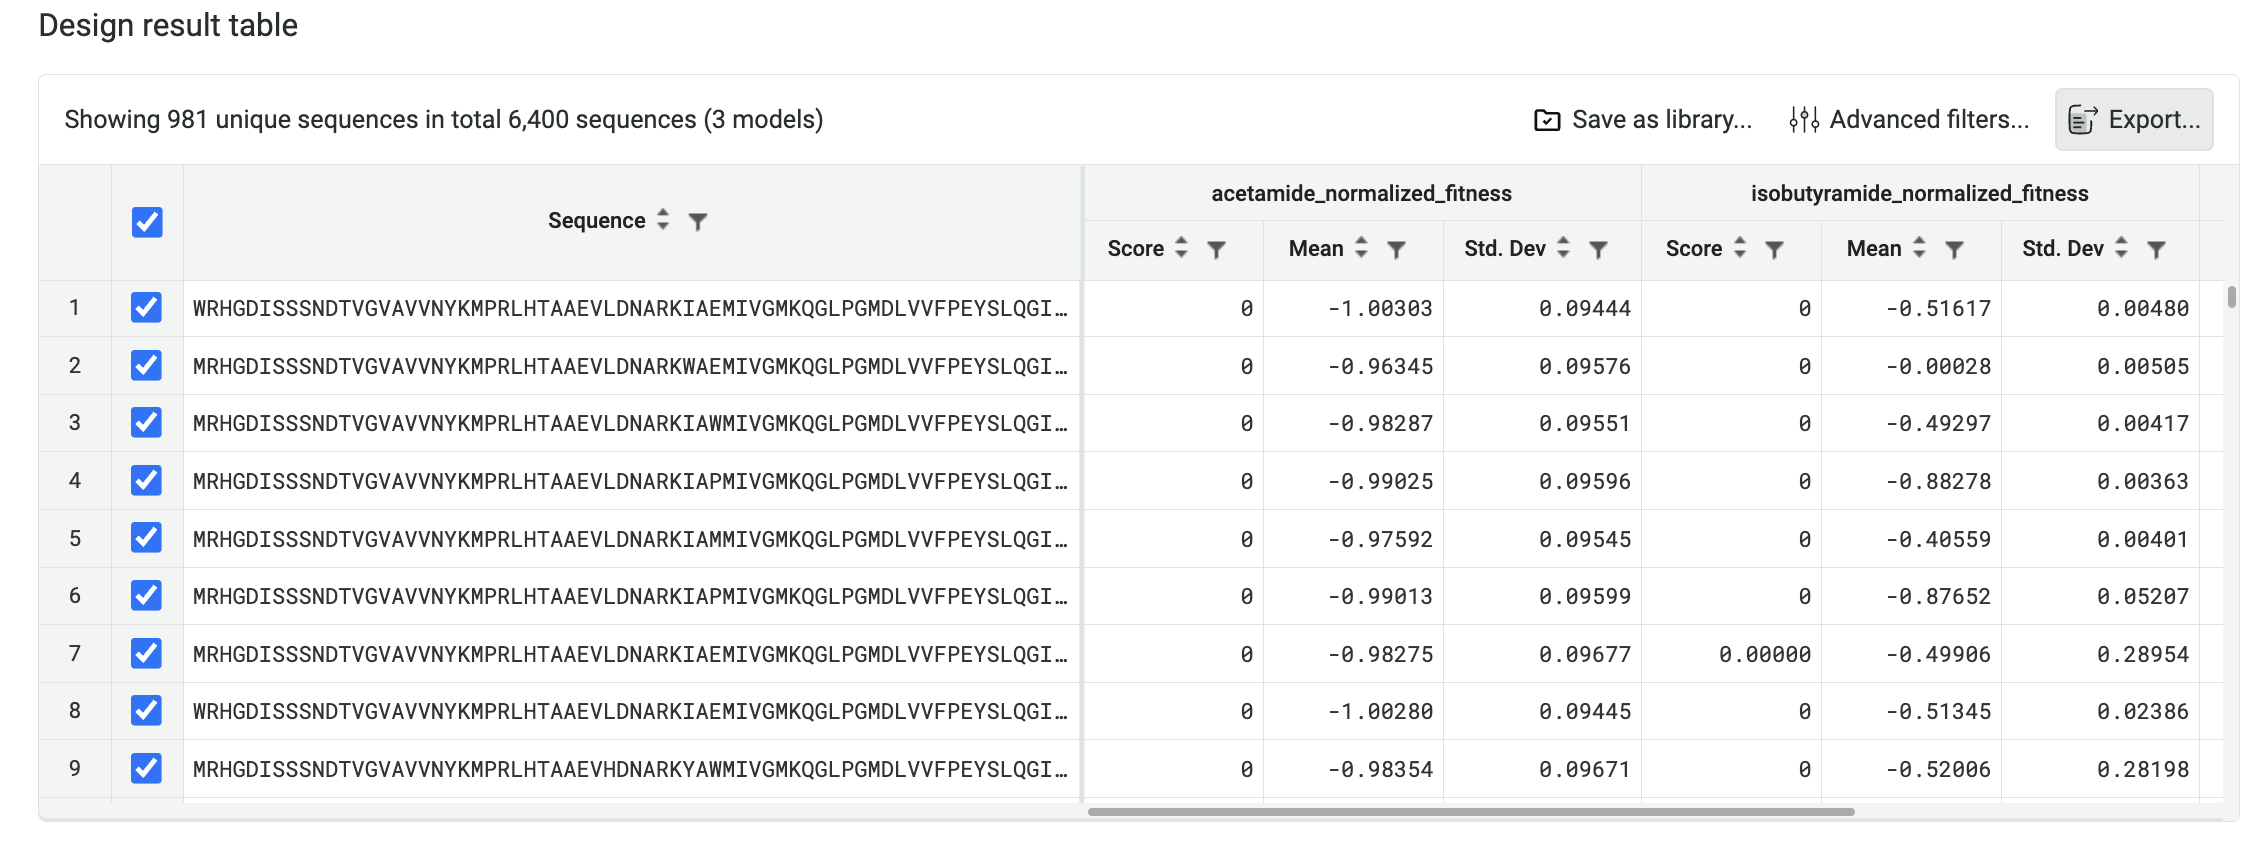 Design result table
Showing 981 unique sequences in total 6,400 sequences (3 models) Save as library... Advanced filters... Export...
Sequence acetamide_normalized_fitness isobutyramide_normalized_fitness
Score Mean Std. Dev Score Mean Std. Dev
1 WRHGDISSSNDTVGVAVVNYKMPRLHTAAEVLDNARKIAEMIVGMKQGLPGMDLVVFPEYSLQGI… 0 -1.00303 0.09444 0 -0.51617 0.00480
2 MRHGDISSSNDTVGVAVVNYKMPRLHTAAEVLDNARKWAEMIVGMKQGLPGMDLVVFPEYSLQGI… 0 -0.96345 0.09576 0 -0.00028 0.00505
3 MRHGDISSSNDTVGVAVVNYKMPRLHTAAEVLDNARKIAWMIVGMKQGLPGMDLVVFPEYSLQGI… 0 -0.98287 0.09551 0 -0.49297 0.00417
4 MRHGDISSSNDTVGVAVVNYKMPRLHTAAEVLDNARKIAPMIVGMKQGLPGMDLVVFPEYSLQGI… 0 -0.99025 0.09596 0 -0.88278 0.00363
5 MRHGDISSSNDTVGVAVVNYKMPRLHTAAEVLDNARKIAMMIVGMKQGLPGMDLVVFPEYSLQGI… 0 -0.97592 0.09545 0 -0.40559 0.00401
6 MRHGDISSSNDTVGVAVVNYKMPRLHTAAEVLDNARKIAPMIVGMKQGLPGMDLVVFPEYSLQGI… 0 -0.99013 0.09599 0 -0.87652 0.05207
7 MRHGDISSSNDTVGVAVVNYKMPRLHTAAEVLDNARKIAEMIVGMKQGLPGMDLVVFPEYSLQGI… 0 -0.98275 0.09677 0.00000 -0.49906 0.28954
8 WRHGDISSSNDTVGVAVVNYKMPRLHTAAEVLDNARKIAEMIVGMKQGLPGMDLVVFPEYSLQGI… 0 -1.00280 0.09445 0 -0.51345 0.02386
9 MRHGDISSSNDTVGVAVVNYKMPRLHTAAEVHDNARKYAWMIVGMKQGLPGMDLVVFPEYSLQGI… 0 -0.98354 0.09671 0 -0.52006 0.28198